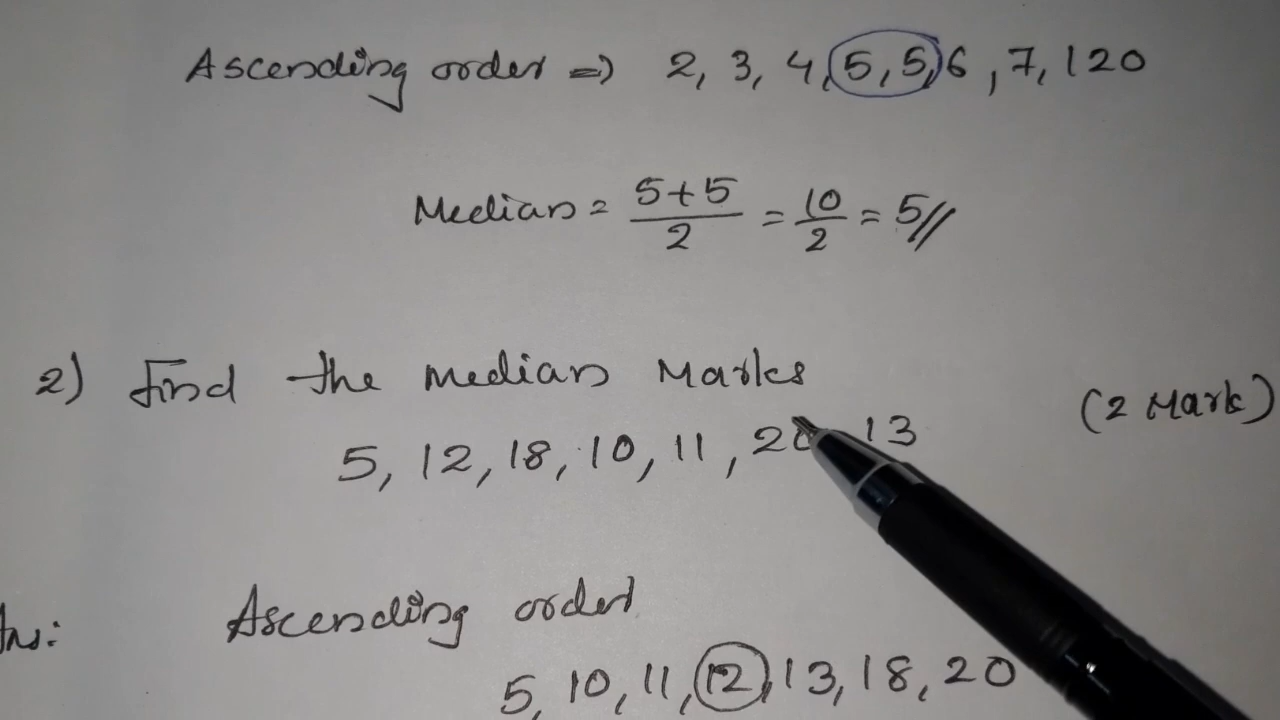 Ascending order => 2, 3, 4, 5, 5, 6, 7, 120
Median = 5+5/2 = 10/2 = 5//
2) Find the median Marks
(2 Mark)
5, 12, 18, 10, 11, 20 13
Ans: Ascending order
5, 10, 11, 12, 13, 18, 20